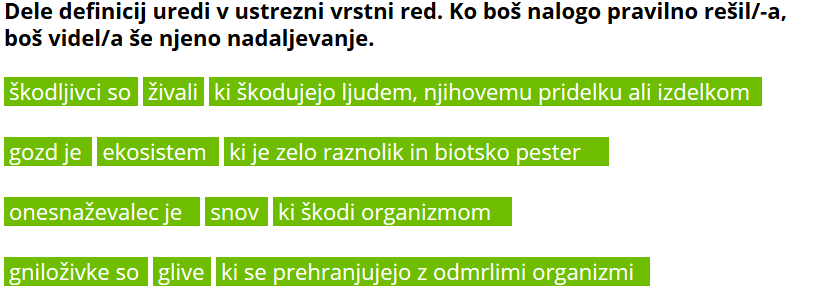 Dele definicij uredi v ustrezni vrstni red. Ko boš nalogo pravilno rešil/-a,
boš videl/a še njeno nadaljevanje.
škodljivci so živali ki škodujejo ljudem, njihovemu pridelku ali izdelkom
gozd je ekosistem ki je zelo raznolik in biotsko pester
onesnaževalec je snov ki škodi organizmom
gniloživke so glive ki se prehranjujejo z odmrlimi organizmi